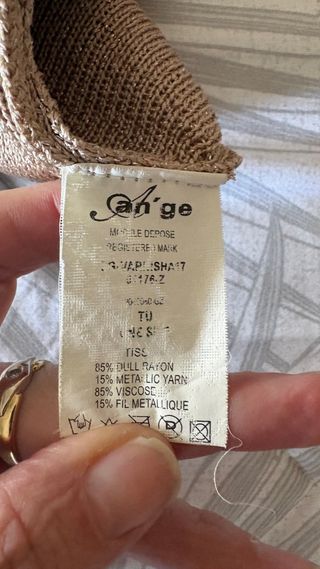 an'ge
MODELE DEPOSE
REGISTERED MARK
TU
ONE SIZE
TISS
85% DULL RAYON
15% METALLIC YARN
85% VISCOSE
15% FIL METALLIQUE
P